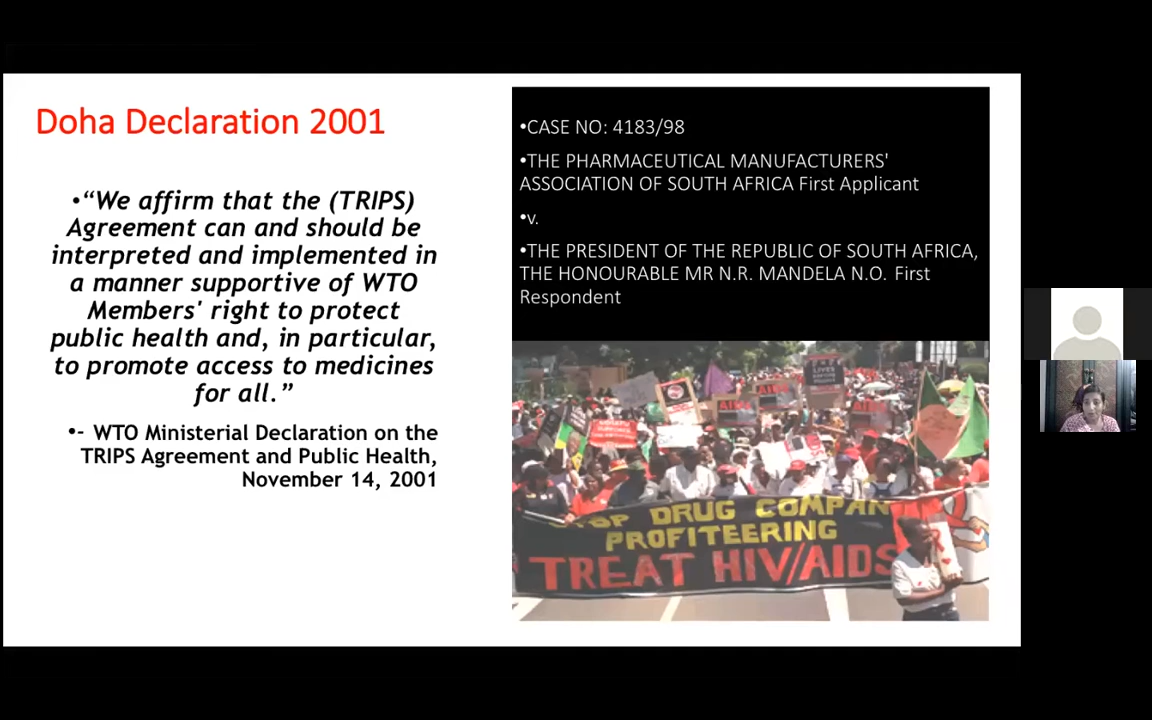 Doha Declaration 2001
•“We affirm that the (TRIPS)
Agreement can and should be
interpreted and implemented in
a manner supportive of WTO
Members' right to protect
public health and, in particular,
to promote access to medicines
for all.”
•– WTO Ministerial Declaration on the
TRIPS Agreement and Public Health,
November 14, 2001
•CASE NO: 4183/98
•THE PHARMACEUTICAL MANUFACTURERS'
ASSOCIATION OF SOUTH AFRICA First Applicant
•v.
•THE PRESIDENT OF THE REPUBLIC OF SOUTH AFRICA,
THE HONOURABLE MR N.R. MANDELA N.O. First
Respondent
DRUG COMPAN
PROFITEERING
TREAT HIV/AIDS